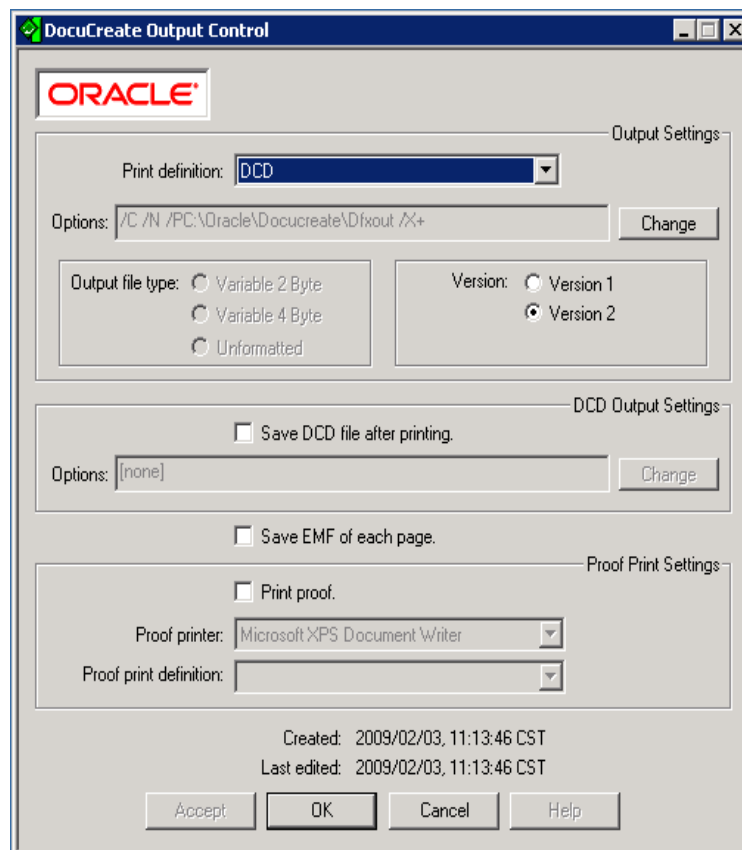 DocuCreate Output Control
ORACLE
Output Settings
Print definition: DCD
Options: /C /N /PC:\Oracle\Docucreate\Dfxout /X+ Change
Output file type: Variable 2 Byte
Variable 4 Byte
Unformatted
Version: Version 1
Version 2
DCD Output Settings
Save DCD file after printing.
Options: [none] Change
Save EMF of each page.
Proof Print Settings
Print proof.
Proof printer: Microsoft XPS Document Writer
Proof print definition:
Created: 2009/02/03, 11:13:46 CST
Last edited: 2009/02/03, 11:13:46 CST
Accept OK Cancel Help